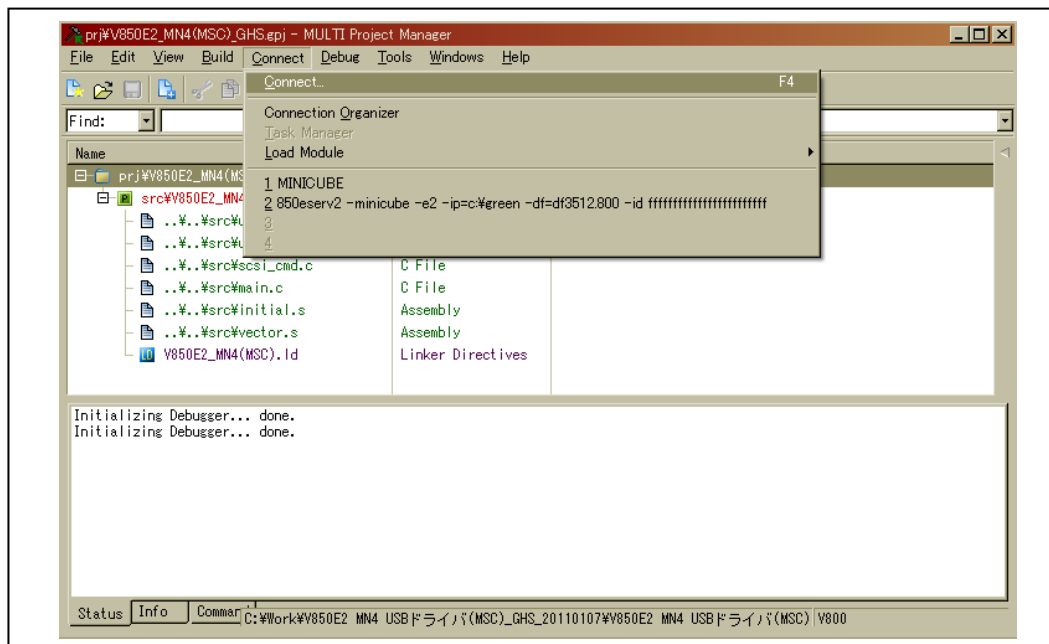 prj¥V850E2_MN4(MSC)_GHS.gpj - MULTI Project Manager
File Edit View Build Connect Debug Tools Windows Help
Connect... F4
Find:
Connection Organizer
Task Manager
Load Module
Name
1 MINICUBE
prj¥V850E2_MN4(MS
2 850eserv2 -minicube -e2 -ip=c:¥green -df=df3512.800 -id ffffffffffffffffffffffff
src¥V850E2_MN4
3
..¥..¥src¥u
4
..¥..¥src¥u
..¥..¥src¥scsi_cmd.c C File
..¥..¥src¥main.c C File
..¥..¥src¥initial.s Assembly
..¥..¥src¥vector.s Assembly
V850E2_MN4(MSC).ld Linker Directives
Initializing Debugger... done.
Initializing Debugger... done.
Status Info Comman
C:¥Work¥V850E2 MN4 USBドライバ(MSC)_GHS_20110107¥V850E2 MN4 USBドライバ(MSC) V800